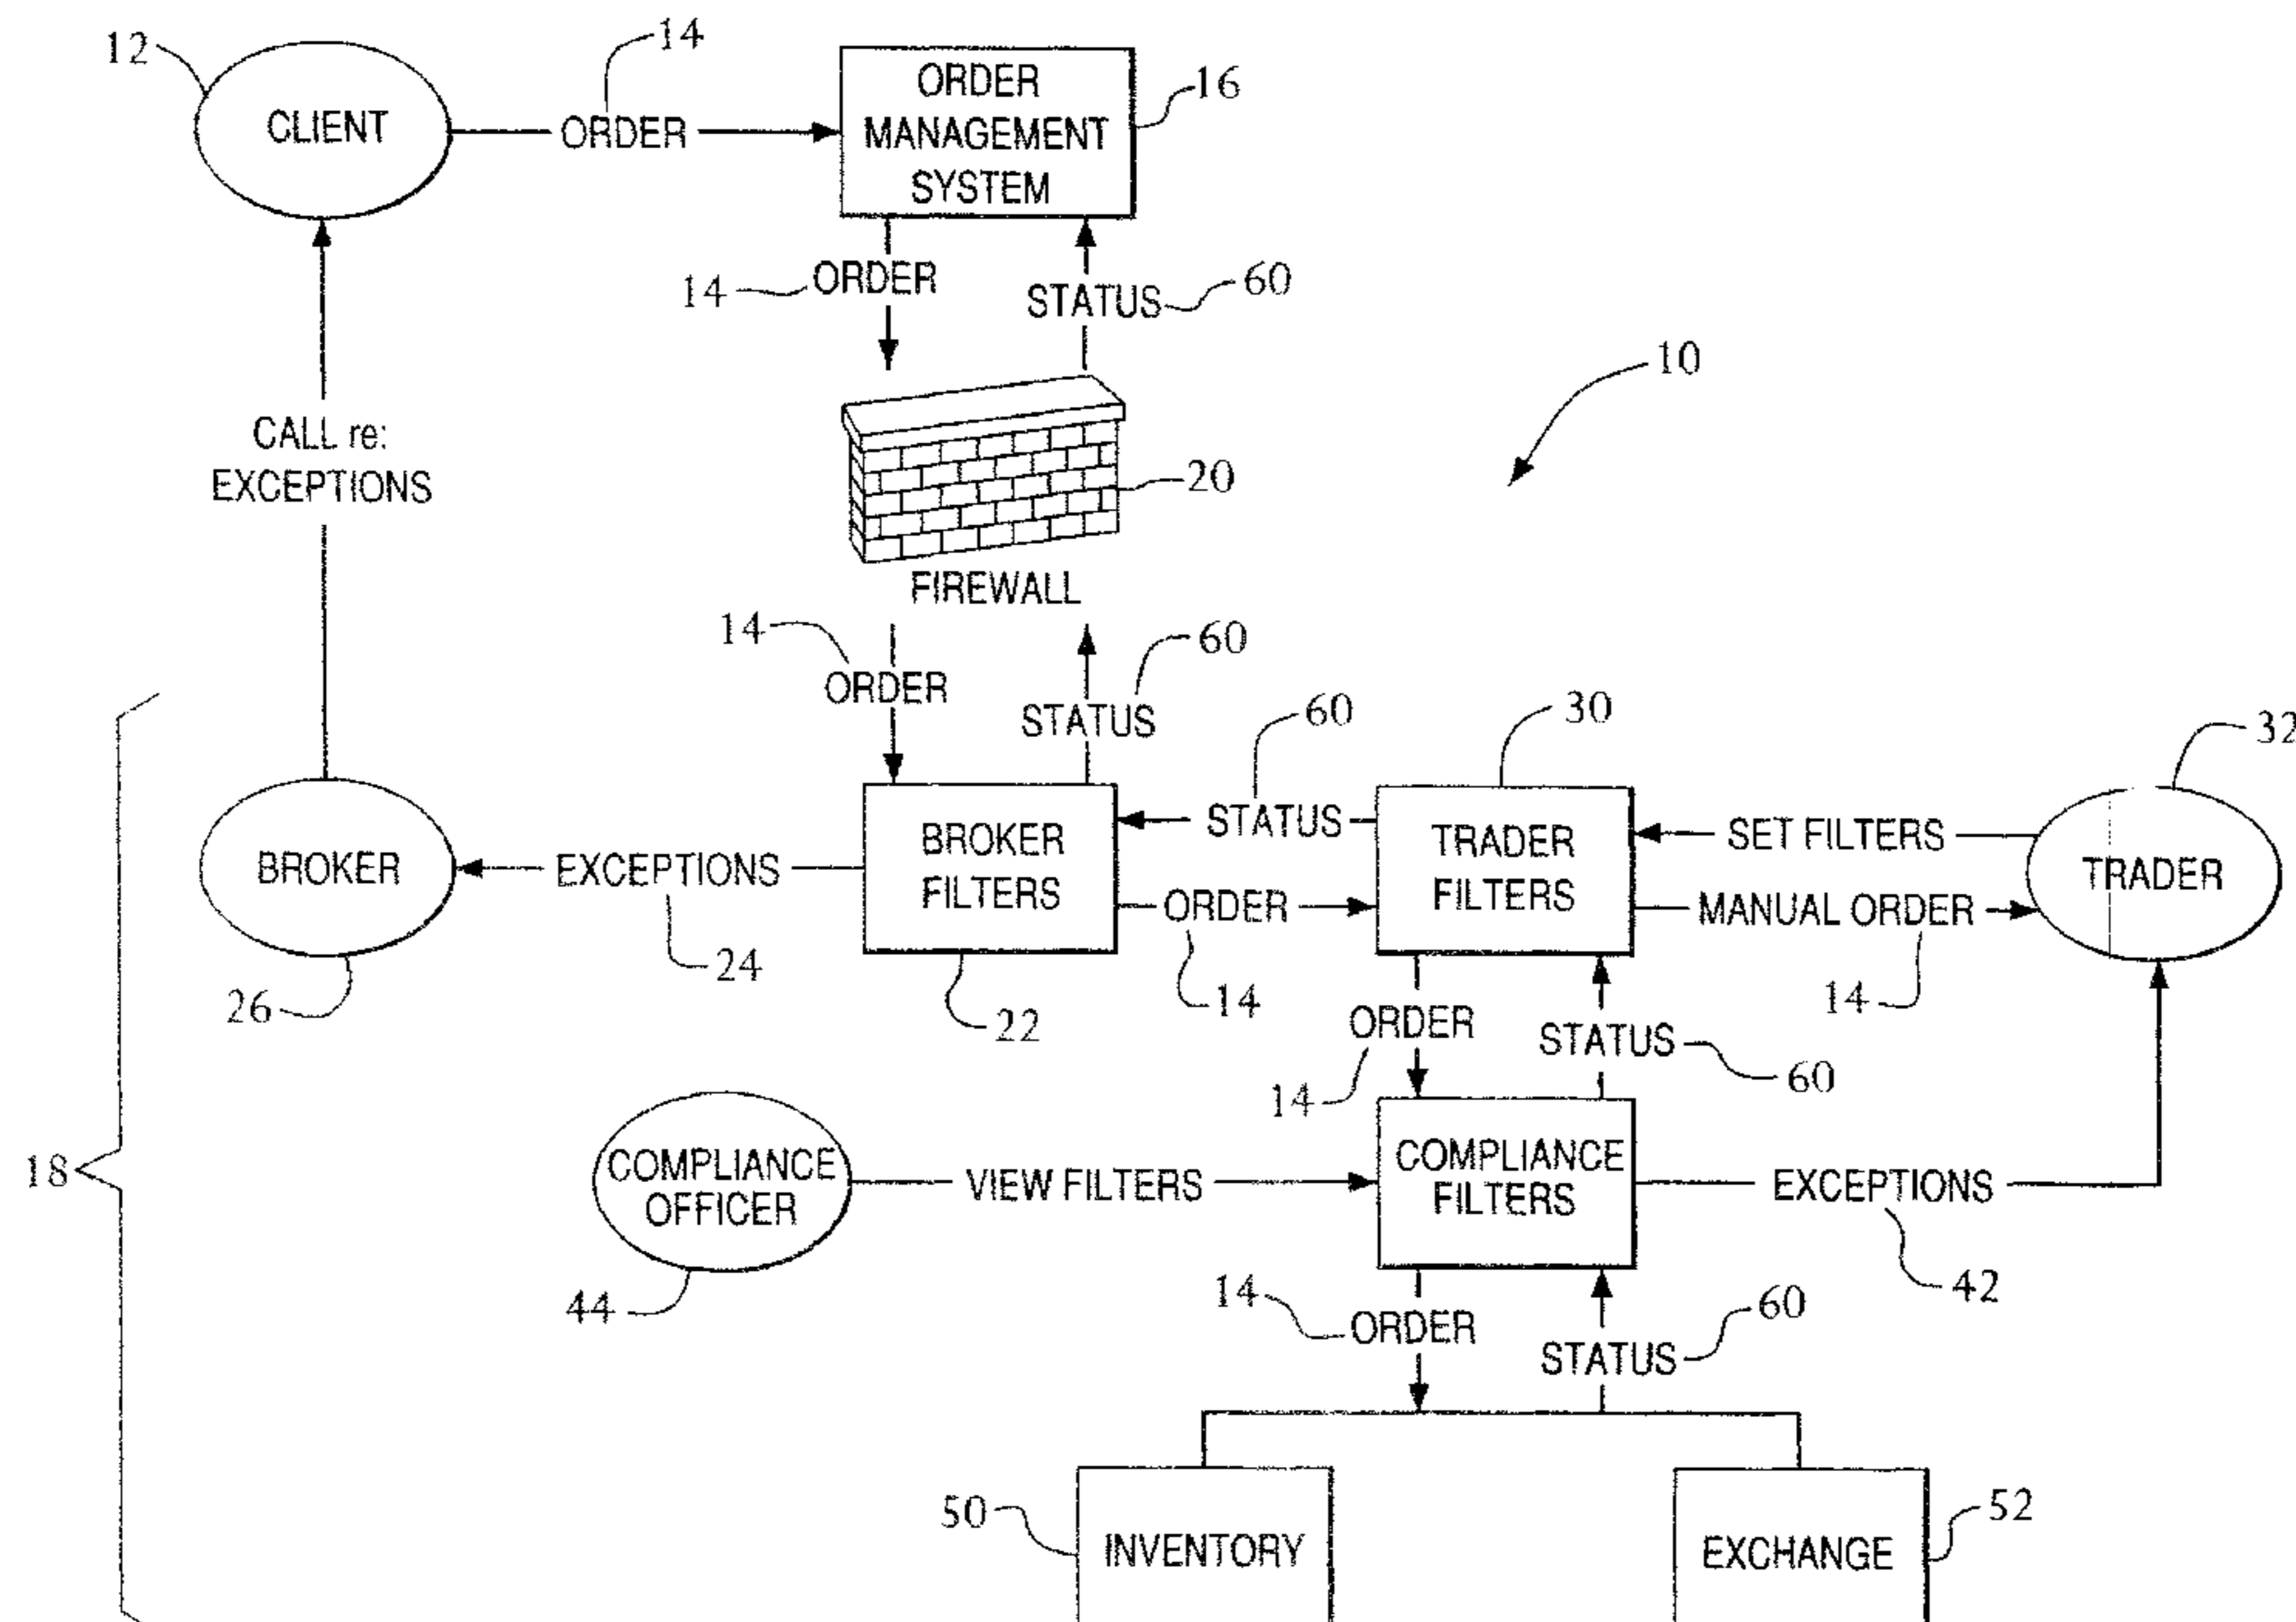 12
14
CLIENT
ORDER
ORDER
MANAGEMENT
SYSTEM
16
14
ORDER
STATUS
60
10
CALL re:
EXCEPTIONS
20
FIREWALL
14
ORDER
60
STATUS
60
30
32
BROKER
EXCEPTIONS
BROKER
FILTERS
STATUS
ORDER
TRADER
FILTERS
SET FILTERS
MANUAL ORDER
TRADER
26
24
22
14
14
ORDER
14
STATUS
60
18
COMPLIANCE
OFFICER
VIEW FILTERS
COMPLIANCE
FILTERS
EXCEPTIONS
44
42
14
ORDER
STATUS
60
50
INVENTORY
EXCHANGE
52